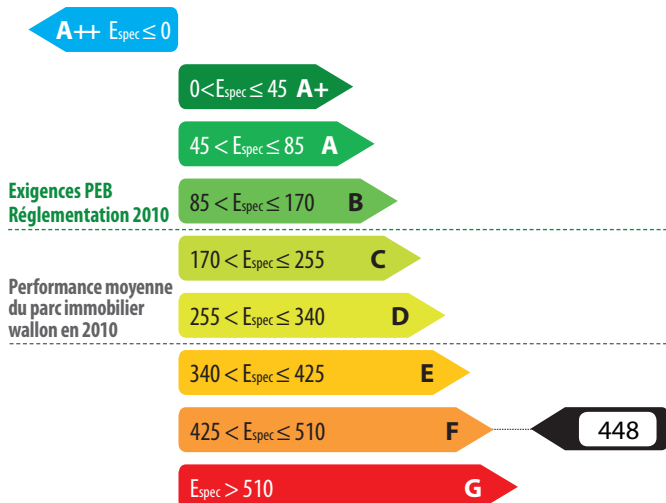 A++ Espec ≤ 0
0<Espec ≤ 45 A+
45 < Espec ≤ 85 A
Exigences PEB
Réglementation 2010
85 < Espec ≤ 170 B
170 < Espec ≤ 255 C
Performance moyenne
du parc immobilier
wallon en 2010
255 < Espec ≤ 340 D
340 < Espec ≤ 425 E
425 < Espec ≤ 510 F
448
Espec > 510 G